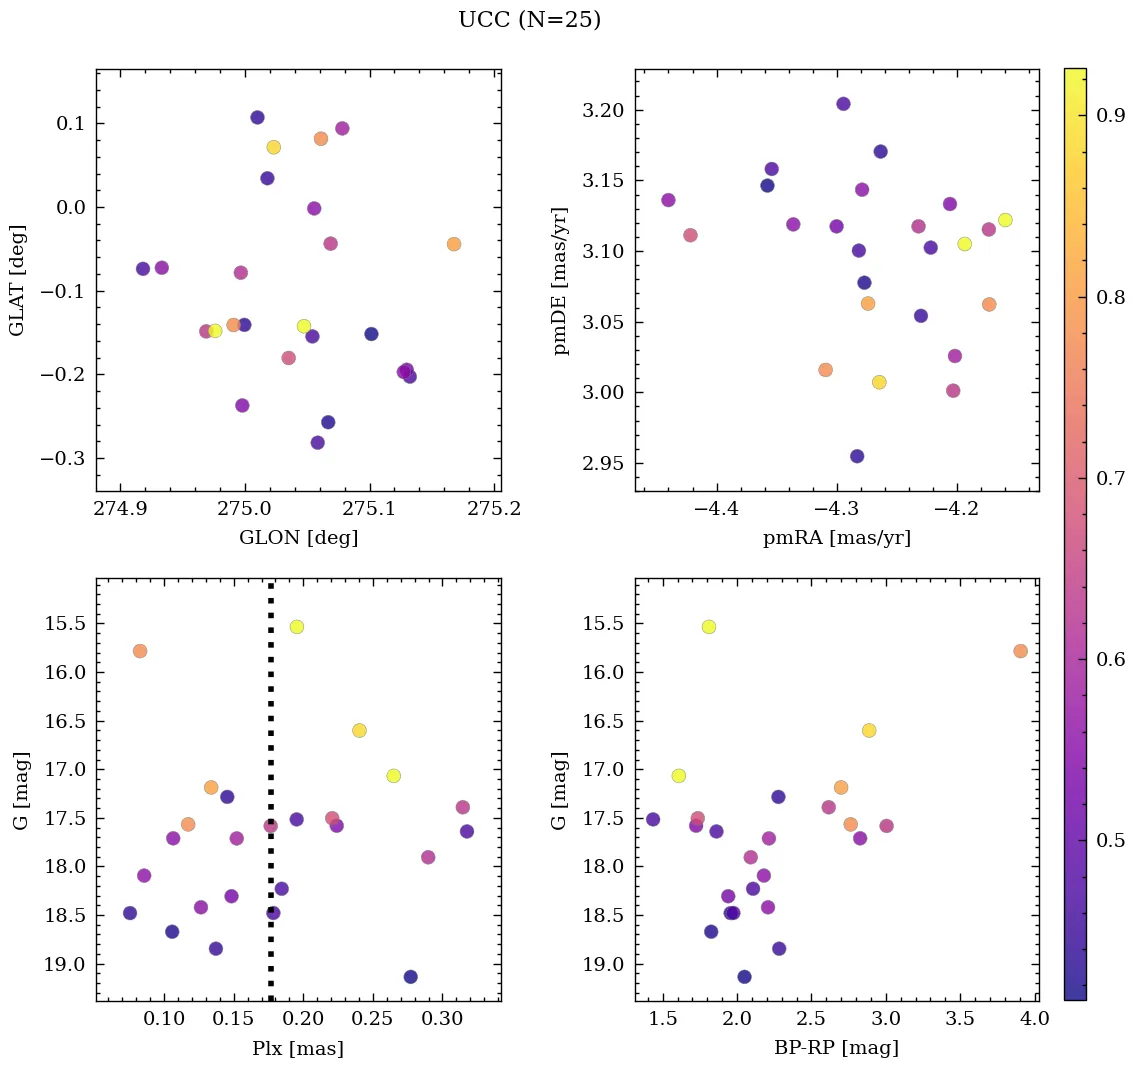 UCC (N=25)
0.1
0.0
−0.1
−0.2
−0.3
GLAT [deg]
274.9 275.0 275.1 275.2
GLON [deg]
3.20
3.15
3.10
3.05
3.00
2.95
pmDE [mas/yr]
−4.4 −4.3 −4.2
pmRA [mas/yr]
15.5
16.0
16.5
17.0
17.5
18.0
18.5
19.0
G [mag]
0.10 0.15 0.20 0.25 0.30
Plx [mas]
15.5
16.0
16.5
17.0
17.5
18.0
18.5
19.0
G [mag]
1.5 2.0 2.5 3.0 3.5 4.0
BP-RP [mag]
0.9
0.8
0.7
0.6
0.5